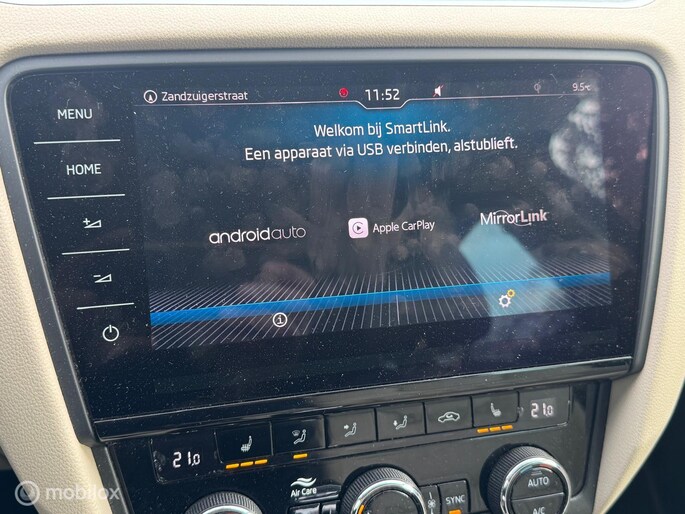 MENU
HOME
Zandzuigerstraat 11:52 9.5°C
Welkom bij SmartLink.
Een apparaat via USB verbinden, alstublieft.
androidauto Apple CarPlay MirrorLink
21.0 21.0
Air Care
SYNC
AUTO
A/C
mobilox